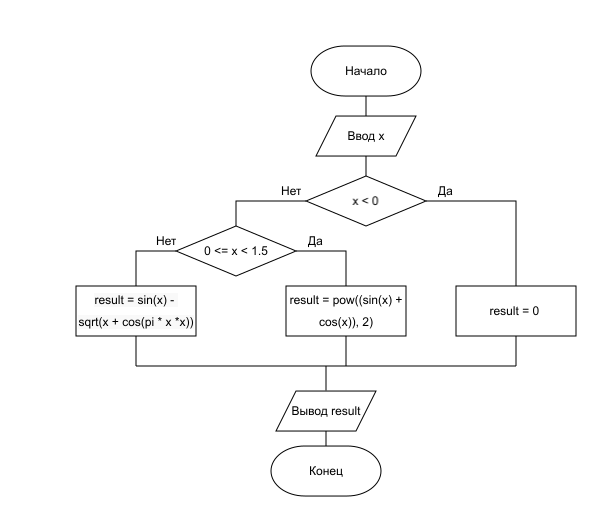 Начало
Ввод x
Нет
Да
x < 0
Нет
Да
0 <= x < 1.5
result = sin(x) -
sqrt(x + cos(pi * x *x))
result = pow((sin(x) +
cos(x)), 2)
result = 0
Вывод result
Конец